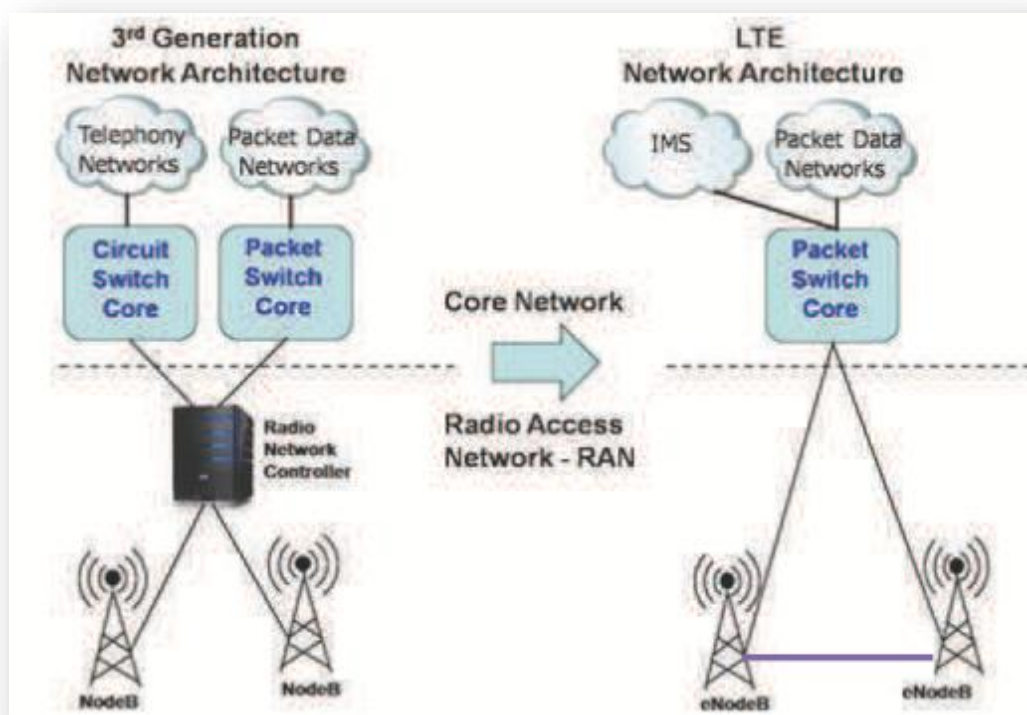 3rd Generation
Network Architecture
Telephony
Networks
Packet Data
Networks
Circuit
Switch
Core
Packet
Switch
Core
Radio
Network
Controller
NodeB
NodeB
Core Network
Radio Access
Network - RAN
LTE
Network Architecture
IMS
Packet Data
Networks
Packet
Switch
Core
eNodeB
eNodeB